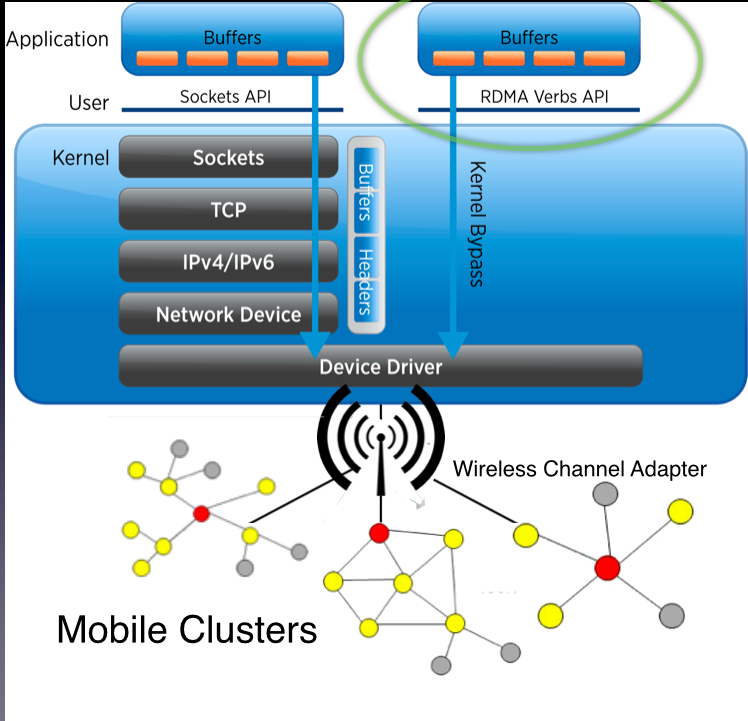 Application
Buffers
Buffers
User
Sockets API
RDMA Verbs API
Kernel
Sockets
TCP
IPv4/IPv6
Network Device
Buffers
Headers
Kernel Bypass
Device Driver
Wireless Channel Adapter
Mobile Clusters